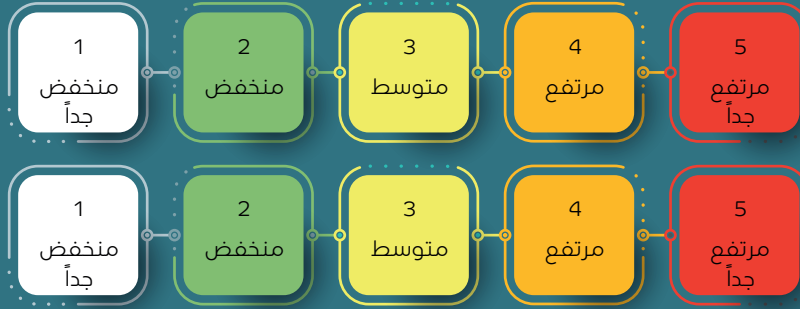 1
منخفض
جداً
2
منخفض
3
متوسط
4
مرتفع
5
مرتفع
جداً
1
منخفض
جداً
2
منخفض
3
متوسط
4
مرتفع
5
مرتفع
جداً